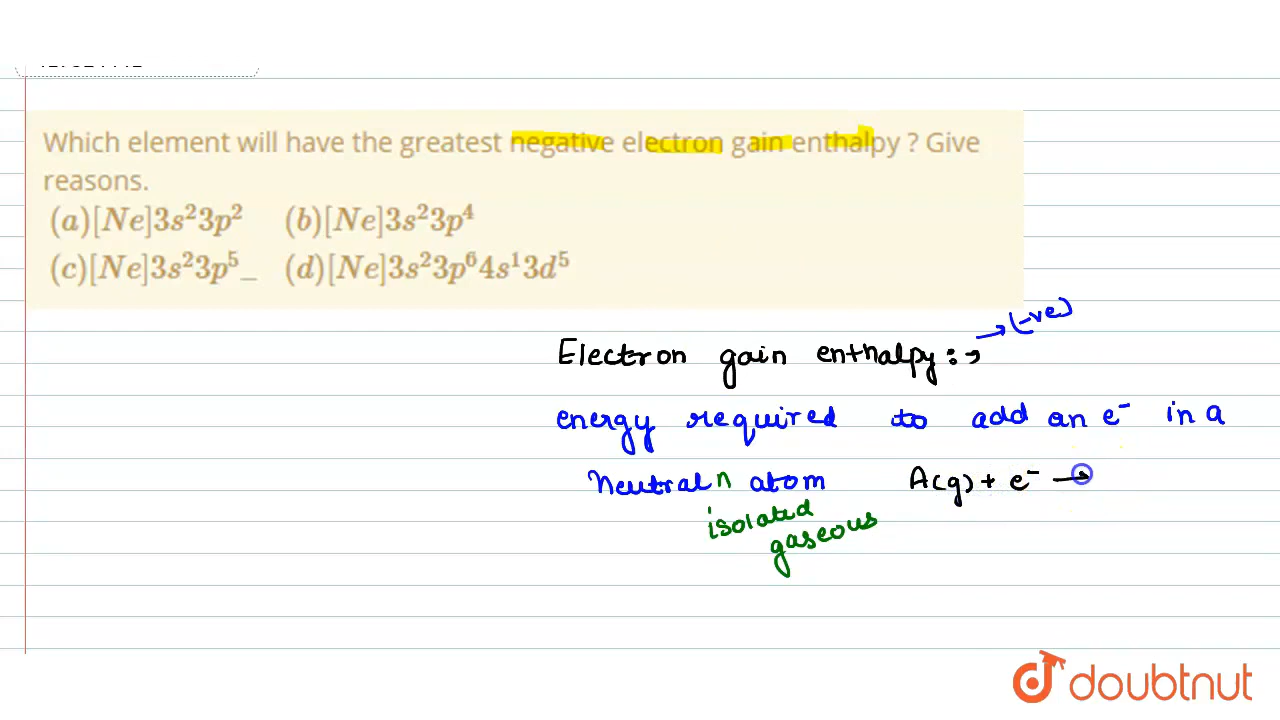 Which element will have the greatest negative electron gain enthalpy ? Give
reasons.
(a)[Ne]3s²3p² (b)[Ne]3s²3p⁴
(c)[Ne]3s²3p⁵_ (d)[Ne]3s²3p⁶4s¹3d⁵
→ (-ve)
Electron gain enthalpy :→
energy required to add an e⁻ in a
Neutral n atom A(g) + e⁻ →
isolated
gaseous
doubtnut